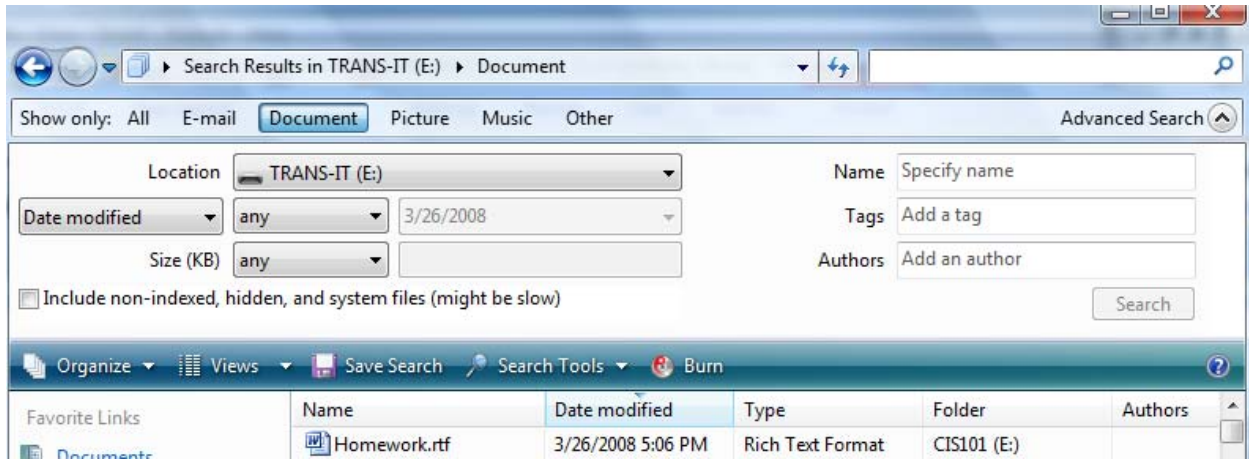 Search Results in TRANS-IT (E:) Document
Show only: All E-mail Document Picture Music Other Advanced Search
Location TRANS-IT (E:) Name Specify name
Date modified any 3/26/2008 Tags Add a tag
Size (KB) any Authors Add an author
Include non-indexed, hidden, and system files (might be slow) Search
Organize Views Save Search Search Tools Burn
Favorite Links Name Date modified Type Folder Authors
Documents Homework.rtf 3/26/2008 5:06 PM Rich Text Format CIS101 (E:)